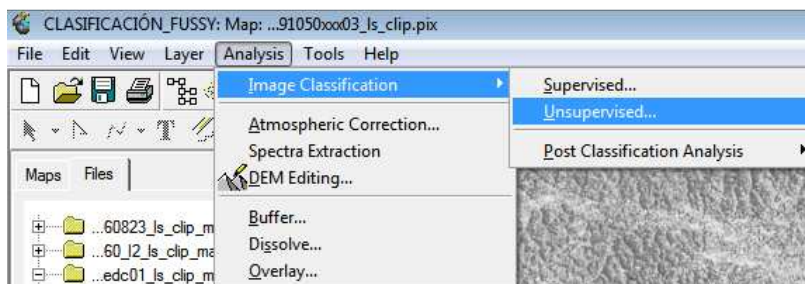 CLASIFICACIÓN_FUSSY: Map: ...91050xxx03_ls_clip.pix
File Edit View Layer Analysis Tools Help
Image Classification
Supervised...
Unsupervised...
Atmospheric Correction...
Spectra Extraction
Post Classification Analysis
Maps Files
DEM Editing...
Buffer...
...60823_ls_clip_m
...60_l2_ls_clip_ma
Dissolve...
...edc01_ls_clip_m
Overlay...